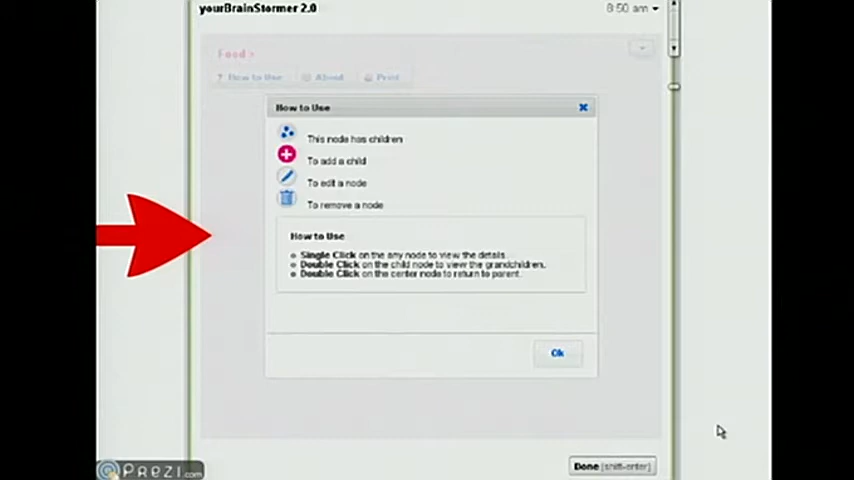 yourBrainStormer 2.0
8:50 am
Food >
? How to Use
About
Print
How to Use
This node has children
To add a child
To edit a node
To remove a node
How to Use
Single Click on the any node to view the details.
Double Click on the child node to view the grandchildren.
Double Click on the center node to return to parent.
Ok
Done (shift-enter)
PREZI.com